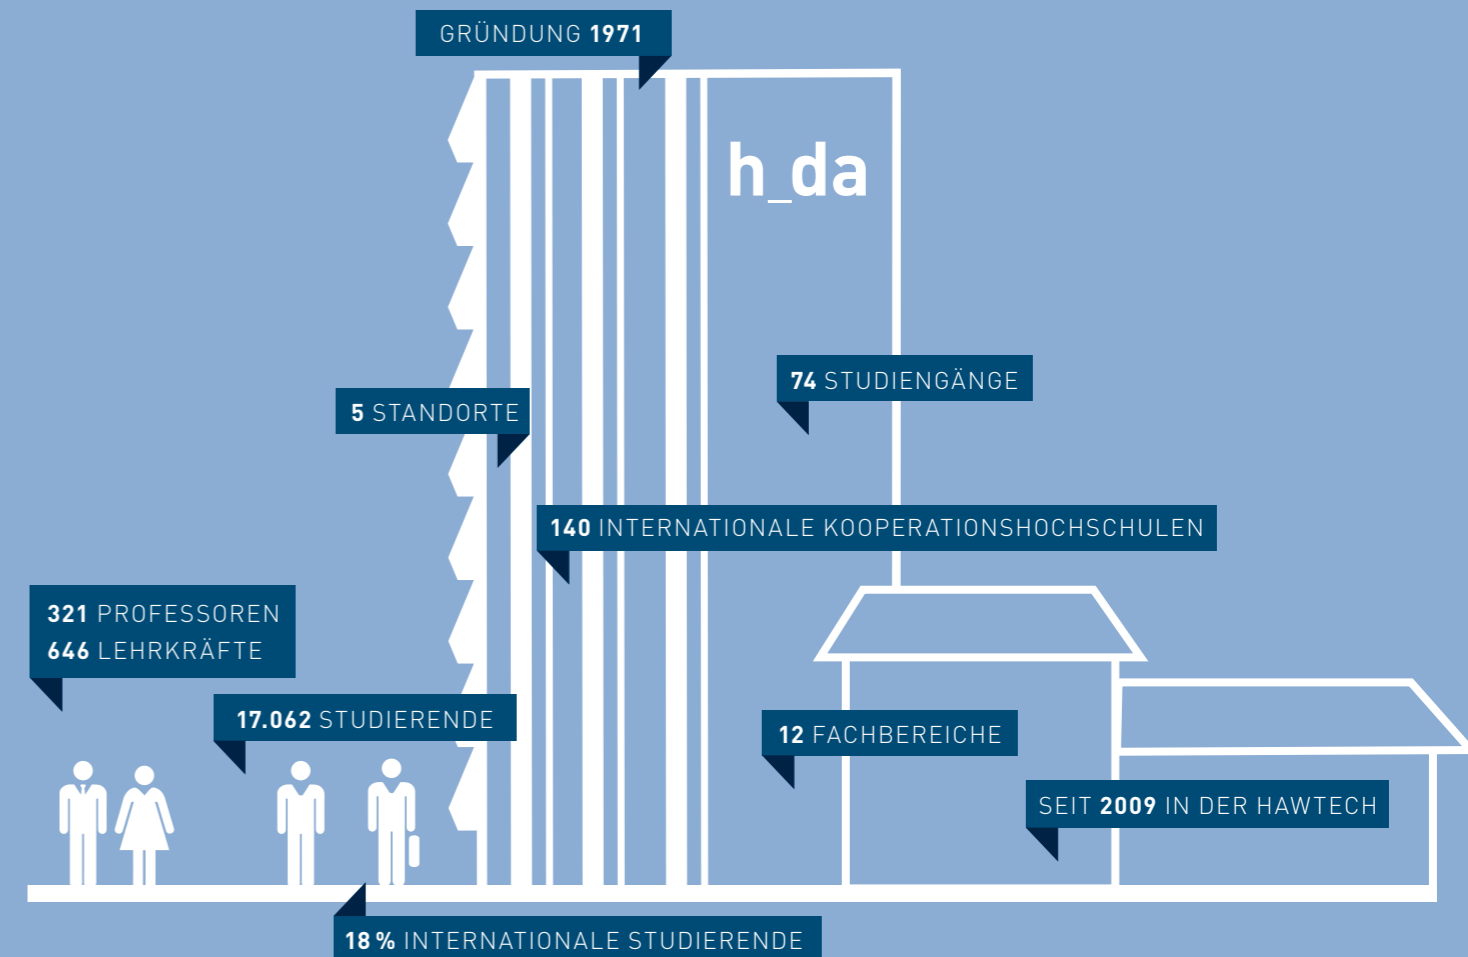 GRÜNDUNG 1971
h_da
74 STUDIENGÄNGE
5 STANDORTE
140 INTERNATIONALE KOOPERATIONSHOCHSCHULEN
321 PROFESSOREN
646 LEHRKRÄFTE
17.062 STUDIERENDE
12 FACHBEREICHE
SEIT 2009 IN DER HAWTECH
18 % INTERNATIONALE STUDIERENDE